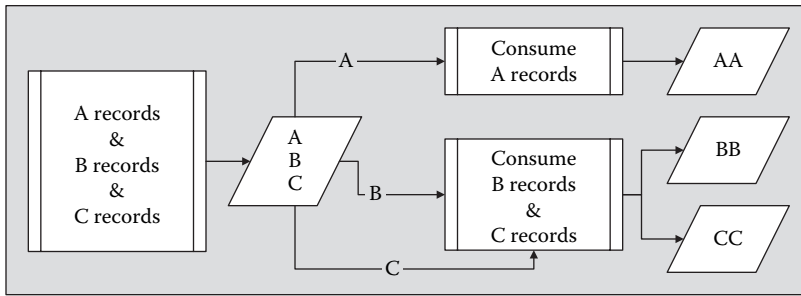 A records
&
B records
&
C records
A
B
C
A
B
C
Consume
A records
Consume
B records
&
C records
AA
BB
CC